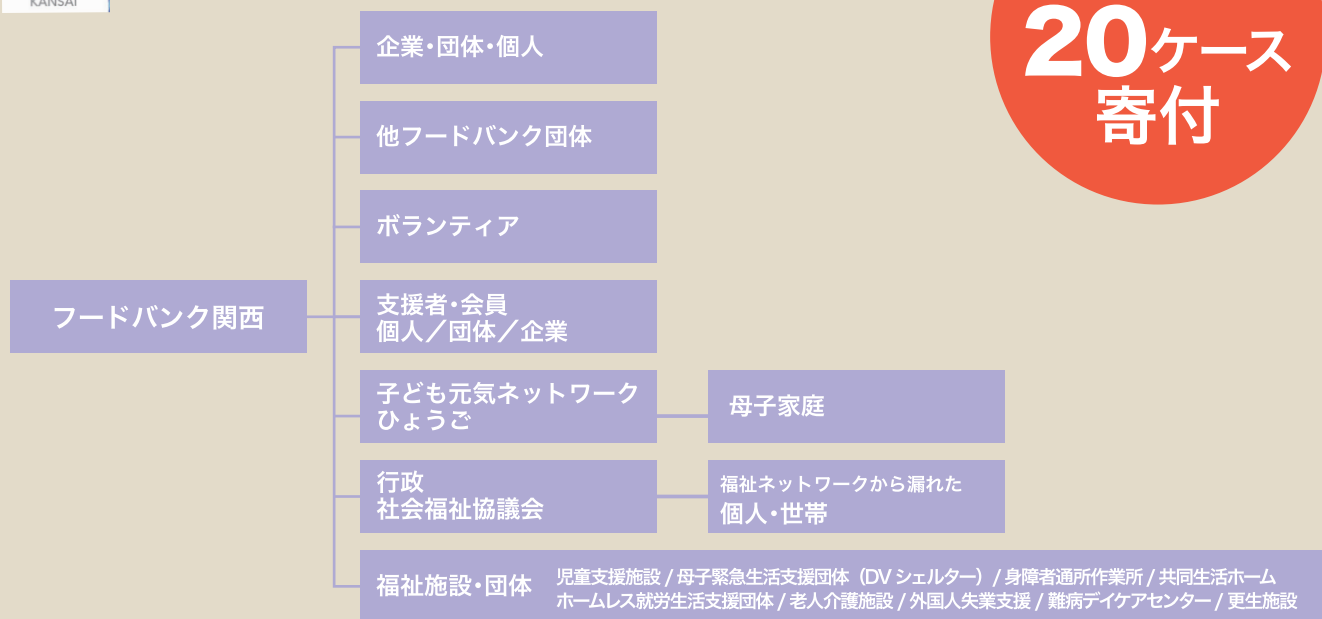 KANSAI
20ケース
寄付
企業・団体・個人
他フードバンク団体
ボランティア
フードバンク関西
支援者・会員
個人／団体／企業
子ども元気ネットワーク
ひょうご
母子家庭
行政
社会福祉協議会
福祉ネットワークから漏れた
個人・世帯
福祉施設・団体
児童支援施設 / 母子緊急生活支援団体（DV シェルター）/ 身障者通所作業所 / 共同生活ホーム
ホームレス就労生活支援団体 / 老人介護施設 / 外国人失業支援 / 難病デイケアセンター / 更生施設